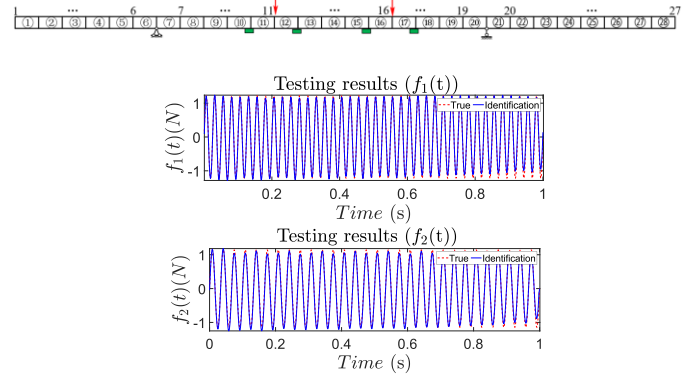 1 ··· 6 7 ··· 11 ··· 16 ··· 19 20 ··· 27
① ② ③ ④ ⑤ ⑥ ⑦ ⑧ ⑨ ⑩ ⑪ ⑫ ⑬ ⑭ ⑮ ⑯ ⑰ ⑱ ⑲ ⑳ ㉑ ㉒ ㉓ ㉔ ㉕ ㉖ ㉗ ㉘
Testing results (f₁(t))
True Identification
1
0
-1
f₁(t)(N)
0.2 0.4 0.6 0.8 1
Time (s)
Testing results (f₂(t))
True Identification
1
0
-1
f₂(t)(N)
0 0.2 0.4 0.6 0.8 1
Time (s)